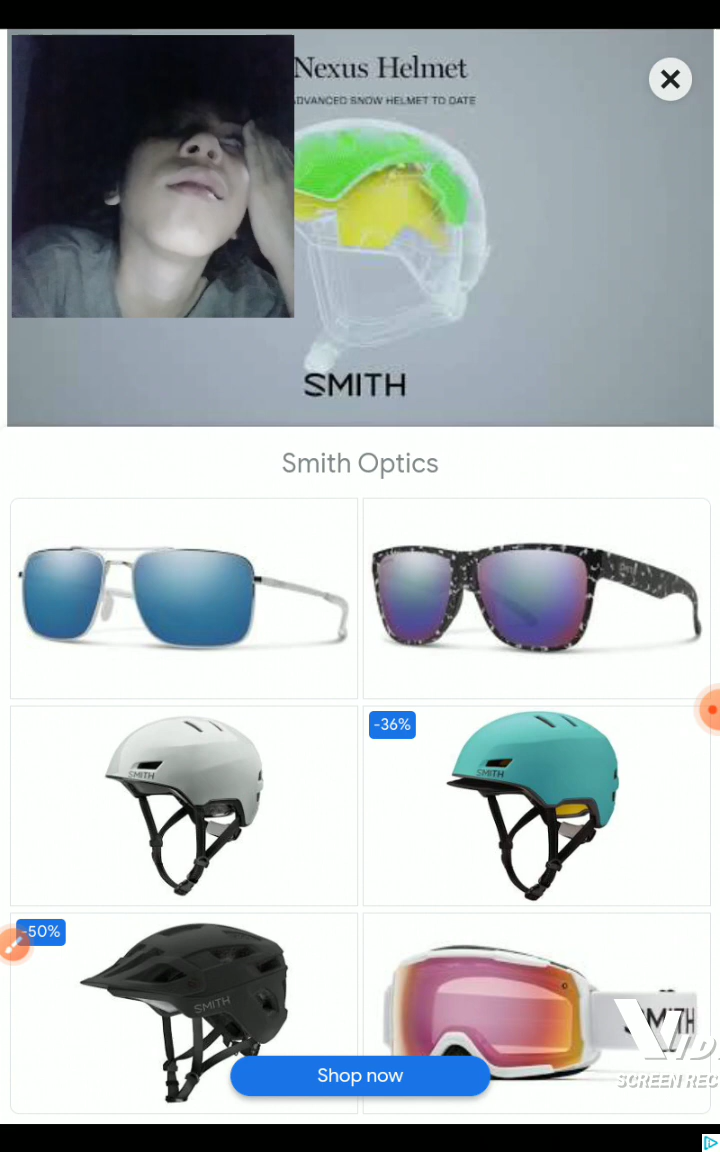 Nexus Helmet
ADVANCED SNOW HELMET TO DATE
SMITH
Smith Optics
SMITH
-36%
SMITH
-50%
SMITH
SMITH
Shop now
SCREEN REC